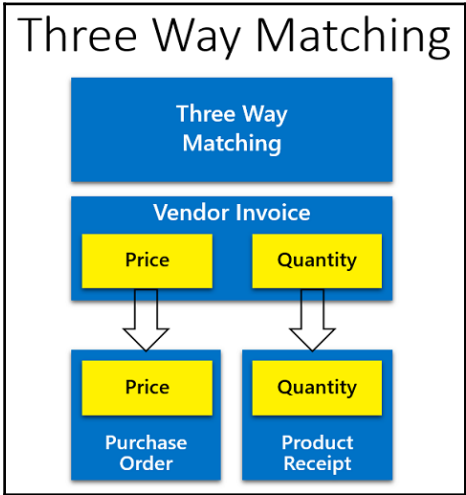 Three Way Matching
Three Way
Matching
Vendor Invoice
Price
Quantity
Price
Quantity
Purchase
Order
Product
Receipt